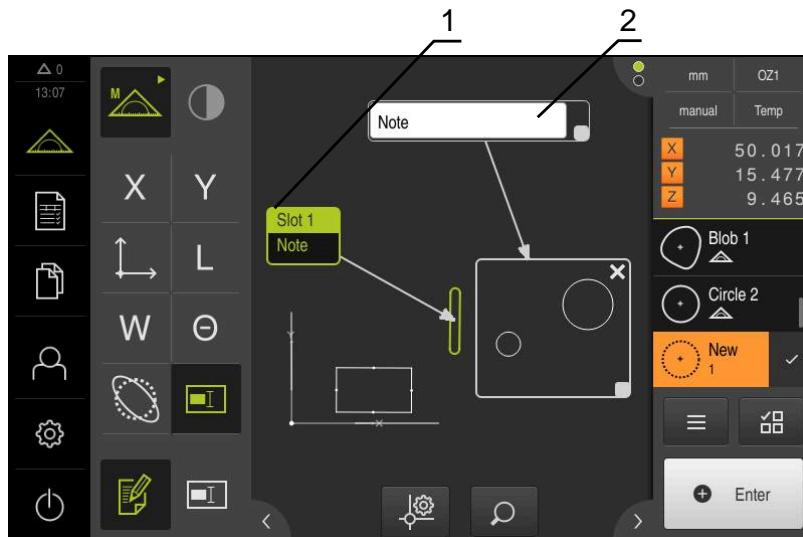 1
2
0
13:07
M
X
Y
L
W
Θ
Note
Slot 1
Note
Y
X
mm
OZ1
manual
Temp
X 50.017
Y 15.477
Z 9.465
Blob 1
Circle 2
New
1
Enter